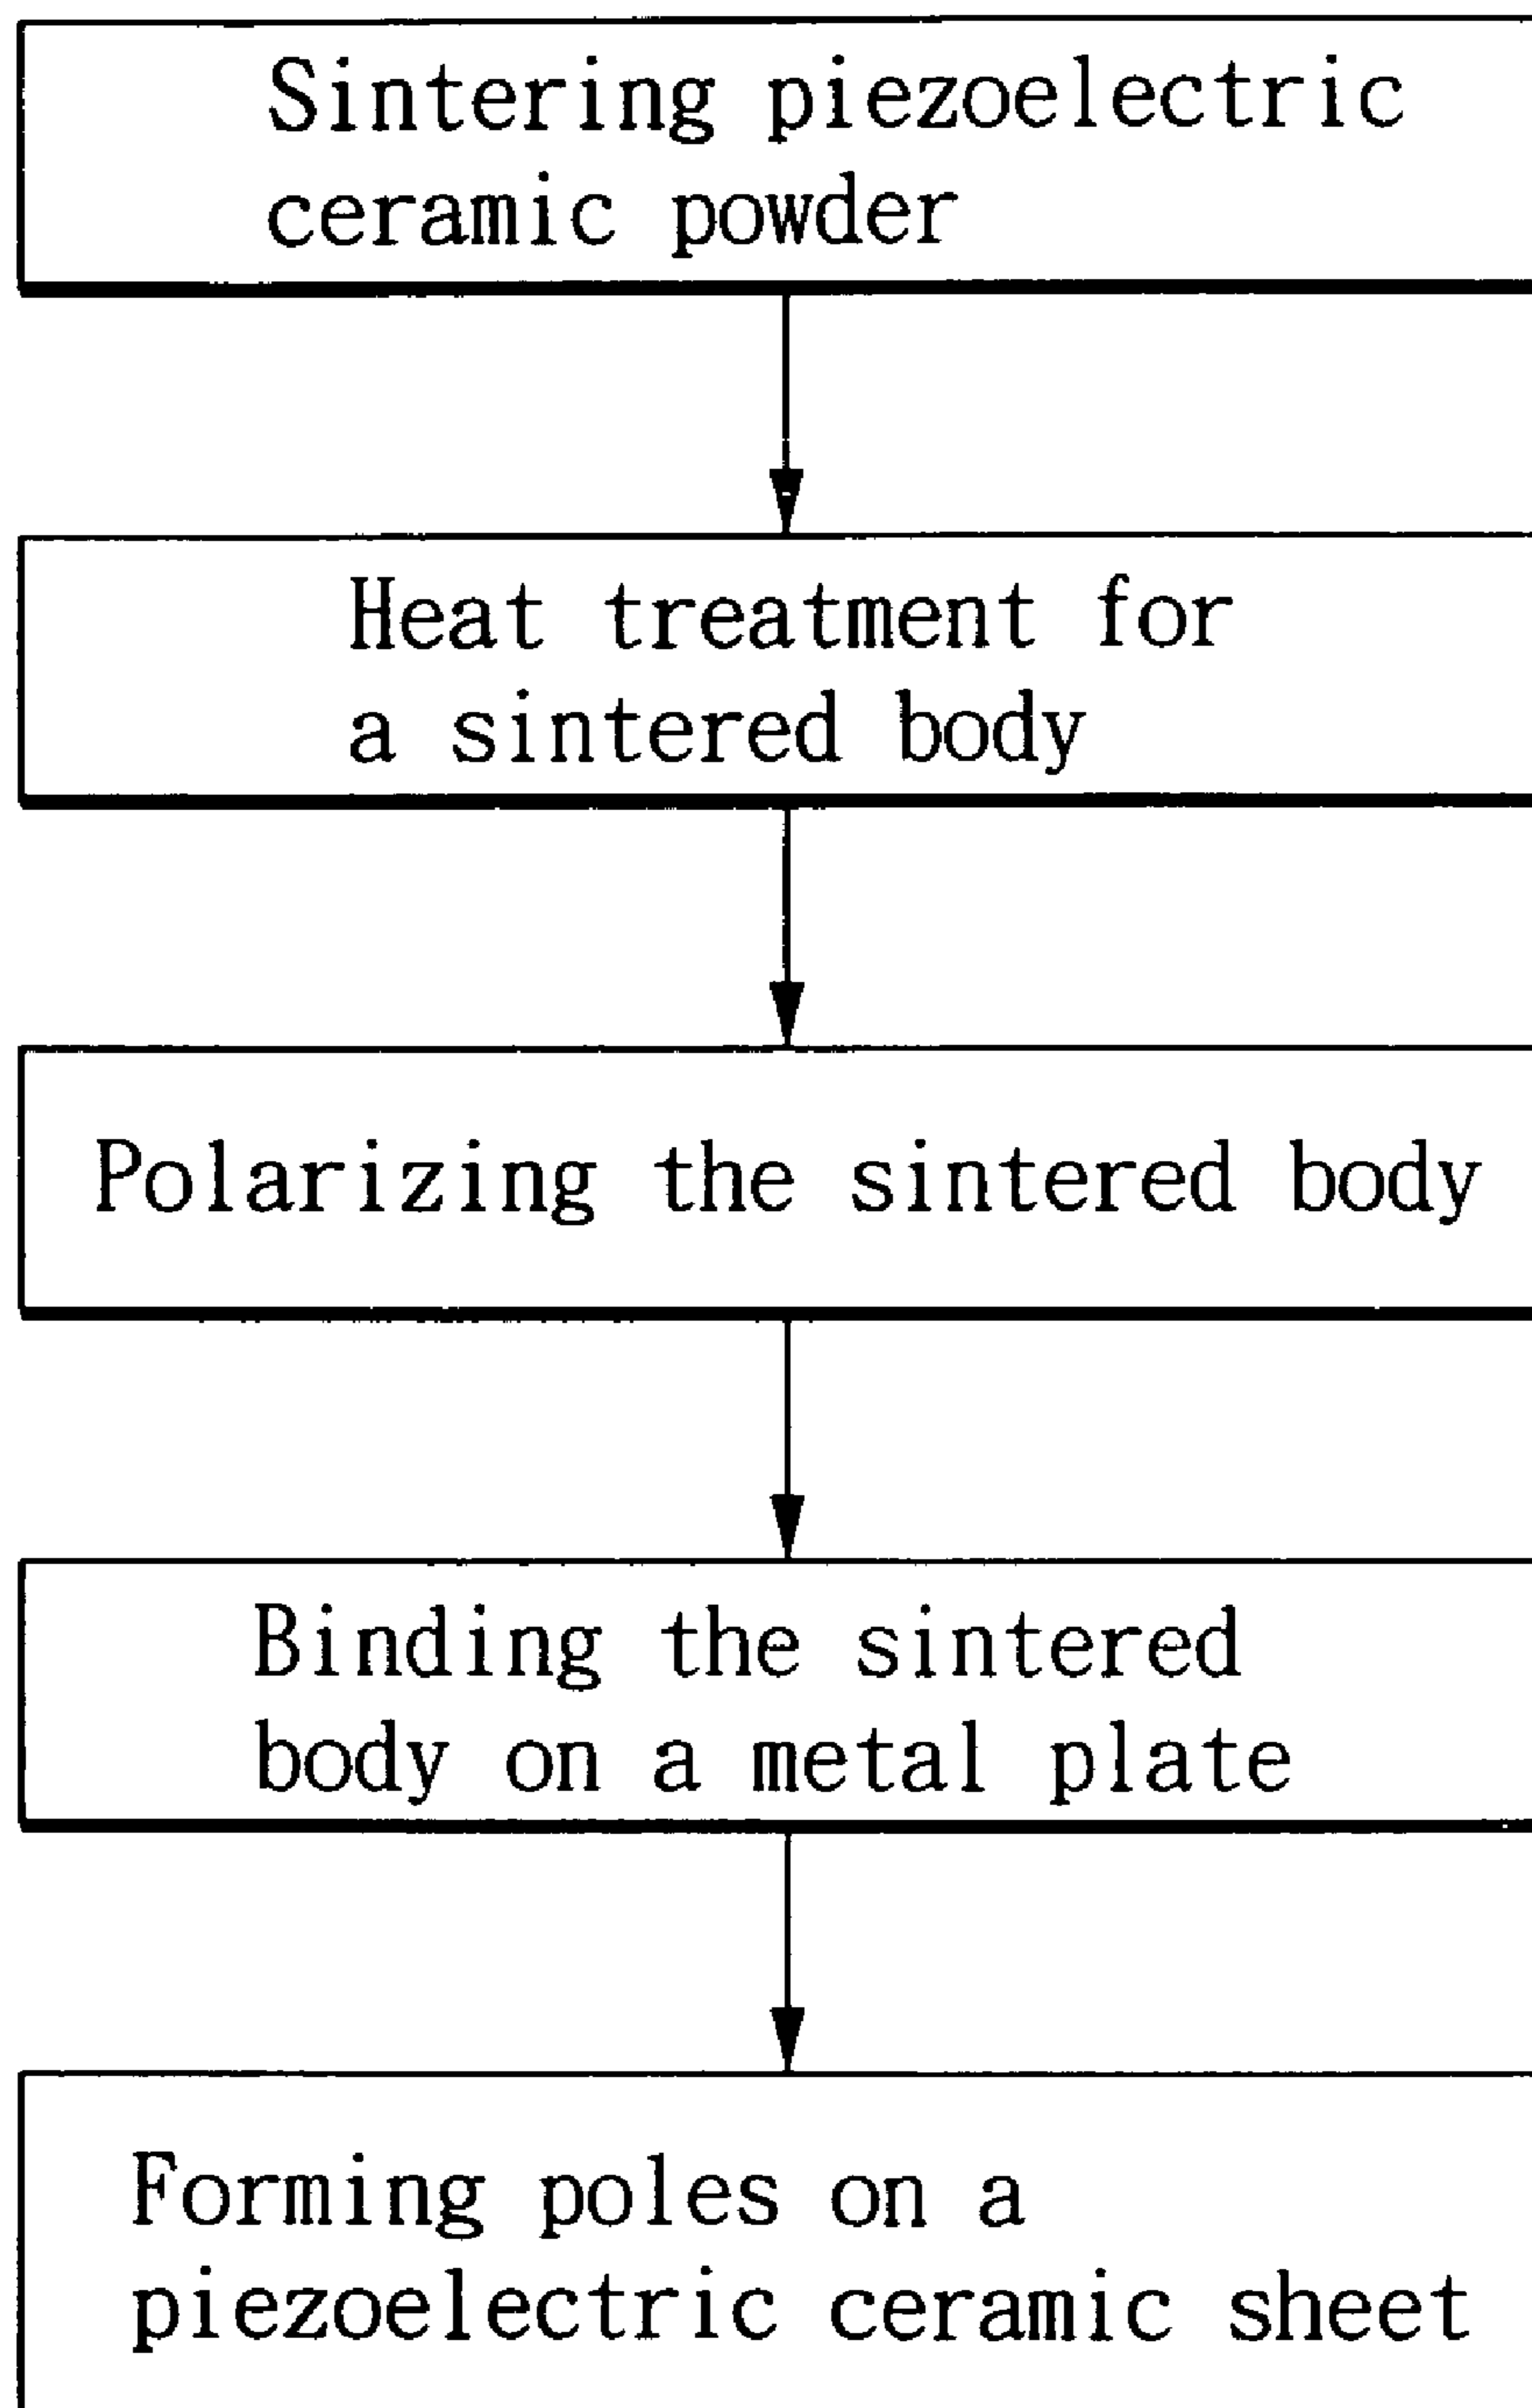 Sintering piezoelectric
ceramic powder
Heat treatment for
a sintered body
Polarizing the sintered body
Binding the sintered
body on a metal plate
Forming poles on a
piezoelectric ceramic sheet